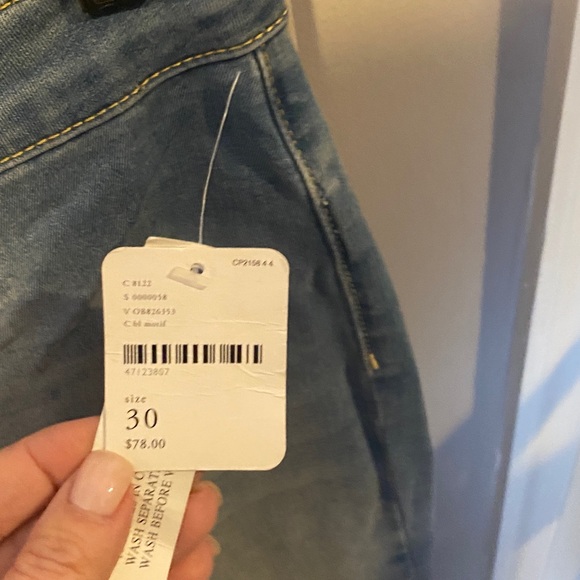 CP2156 4 4
C 8122
S 0000058
V OB826353
C bl motif
47123807
size
30
$78.00
WASH SEPARAT
WASH BEFORE